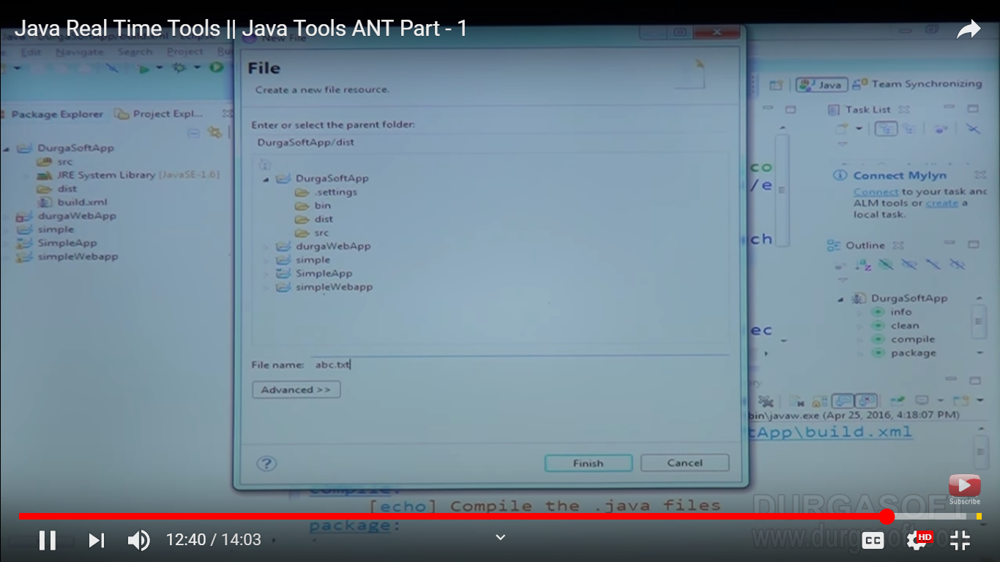 Java Real Time Tools || Java Tools ANT Part - 1
New File
Edit Navigate Search Project
File
Create a new file resource.
Java
Team Synchronizing
Package Explorer
Project Expl...
Task List
Enter or select the parent folder:
DurgaSoftApp/dist
DurgaSoftApp
src
JRE System Library [JavaSE-1.6]
dist
build.xml
durgaWebApp
simple
SimpleApp
simpleWebapp
DurgaSoftApp
.settings
bin
dist
src
durgaWebApp
simple
SimpleApp
simpleWebapp
co
/e
ch
ec
Connect Mylyn
Connect to your task and
ALM tools or create a
local task.
Outline
DurgaSoftApp
info
clean
compile
package
File name: abc.txt
Advanced >>
Finish
Cancel
bin\javaw.exe (Apr 25, 2016, 4:18:07 PM)
tApp\build.xml
compile:
[echo] Compile the .java files
package:
Subscribe
DURGASOFT
www.durgasoft.co
12:40 / 14:03
CC
HD